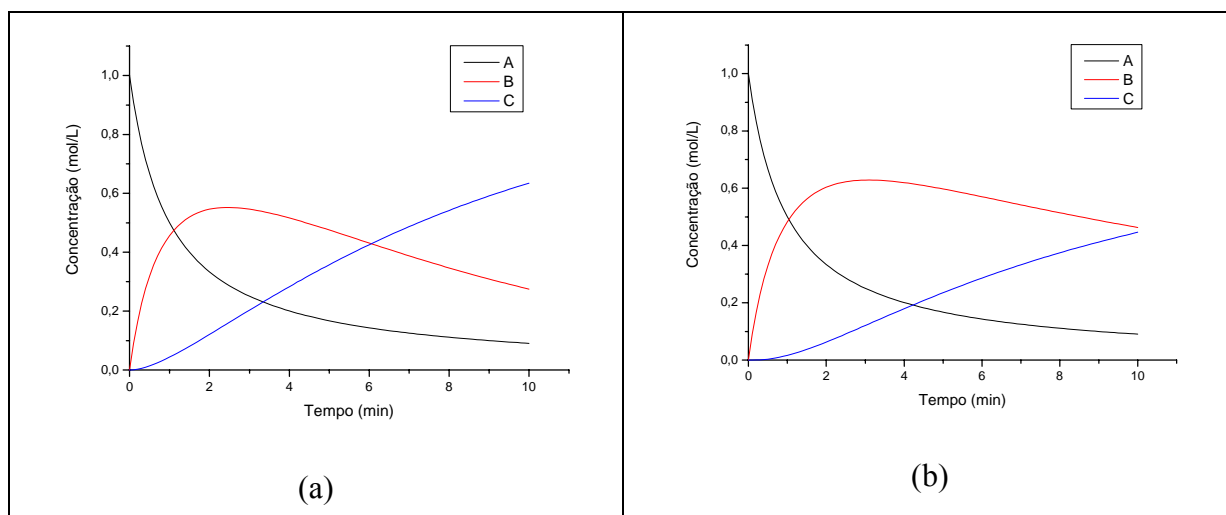 A
B
C
1,0
0,8
0,6
0,4
0,2
0,0
Concentração (mol/L)
0 2 4 6 8 10
Tempo (min)
(a)
A
B
C
1,0
0,8
0,6
0,4
0,2
0,0
Concentração (mol/L)
0 2 4 6 8 10
Tempo (min)
(b)